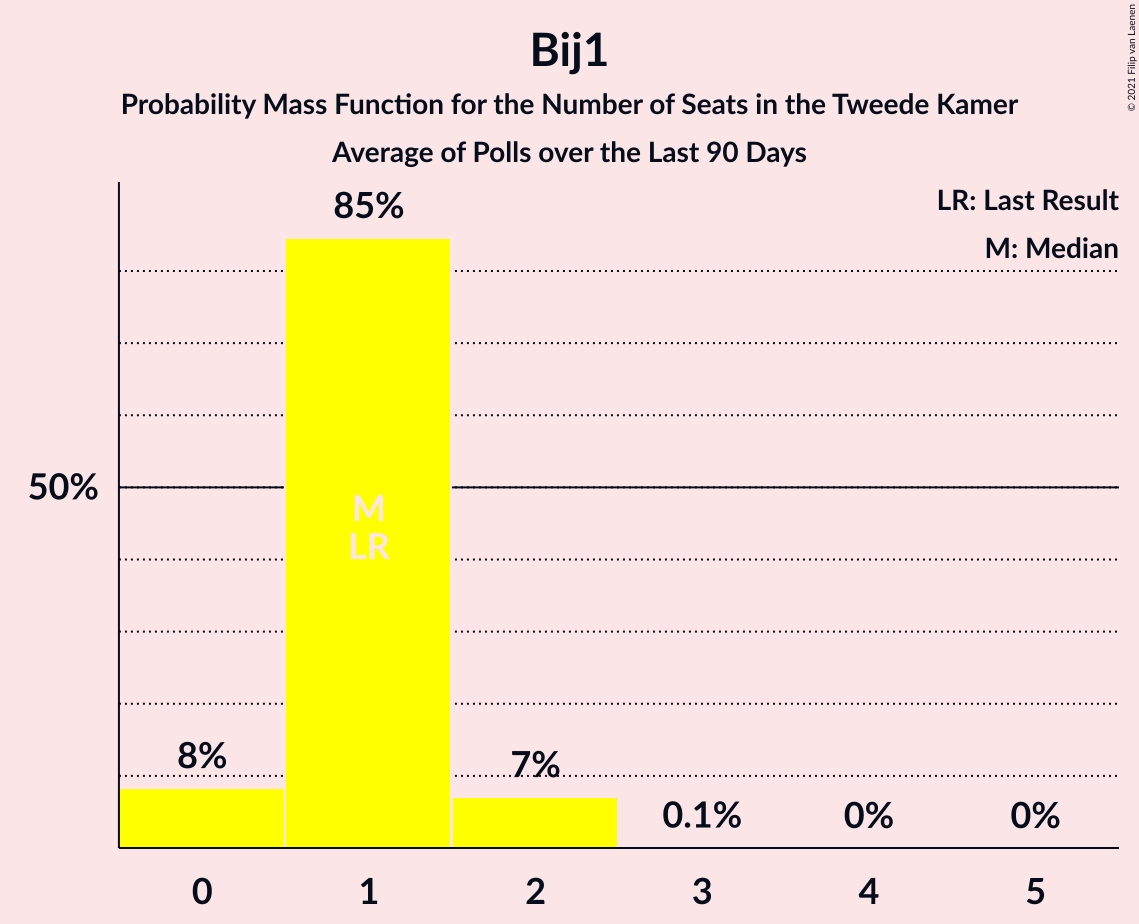 Bij1
Probability Mass Function for the Number of Seats in the Tweede Kamer
Average of Polls over the Last 90 Days
© 2021 Filip van Laenen
LR: Last Result
M: Median
85%
50%
M
LR
8%
7%
0.1%
0%
0%
0 1 2 3 4 5